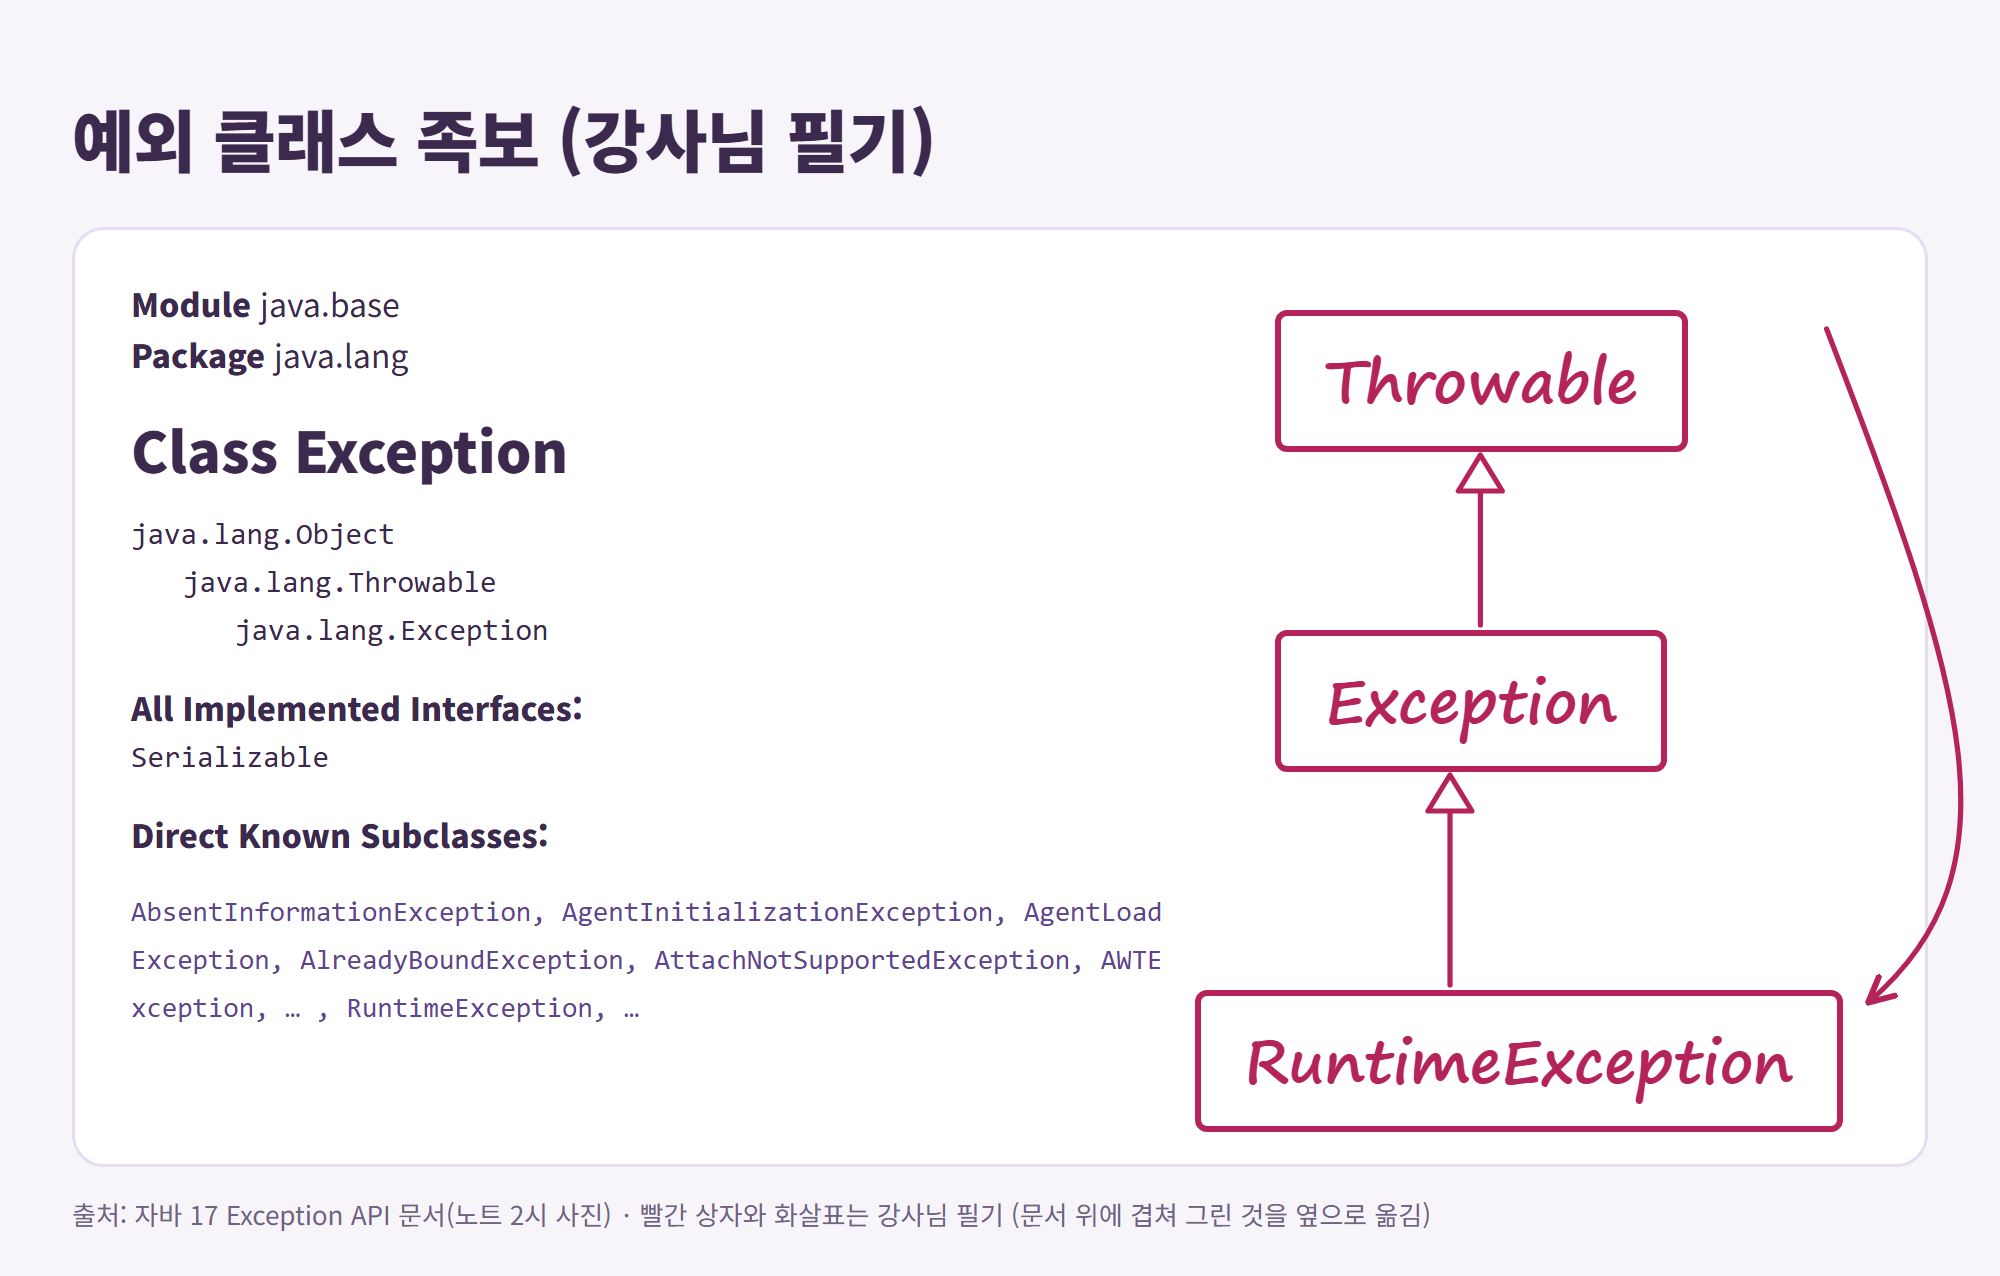 예외 클래스 족보 (강사님 필기)
Module java.base
Package java.lang
Class Exception
java.lang.Object
java.lang.Throwable
java.lang.Exception
All Implemented Interfaces:
Serializable
Direct Known Subclasses:
AbsentInformationException, AgentInitializationException, AgentLoad
Exception, AlreadyBoundException, AttachNotSupportedException, AWTE
xception, … , RuntimeException, …
Throwable
Exception
RuntimeException
출처: 자바 17 Exception API 문서(노트 2시 사진) · 빨간 상자와 화살표는 강사님 필기 (문서 위에 겹쳐 그린 것을 옆으로 옮김)